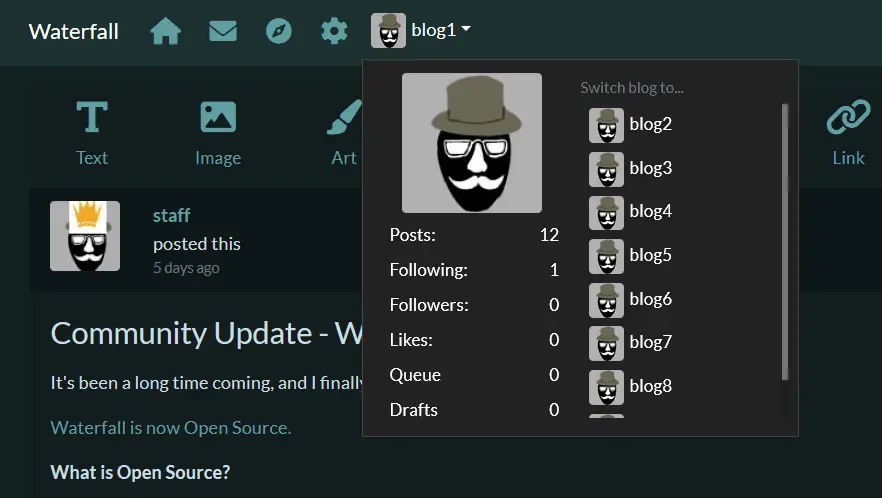 Waterfall
blog1
Text
Image
Art
Link
Switch blog to...
blog2
blog3
blog4
blog5
blog6
blog7
blog8
Posts: 12
Following: 1
Followers: 0
Likes: 0
Queue 0
Drafts 0
staff
posted this
5 days ago
Community Update - W
It's been a long time coming, and I finally
Waterfall is now Open Source.
What is Open Source?